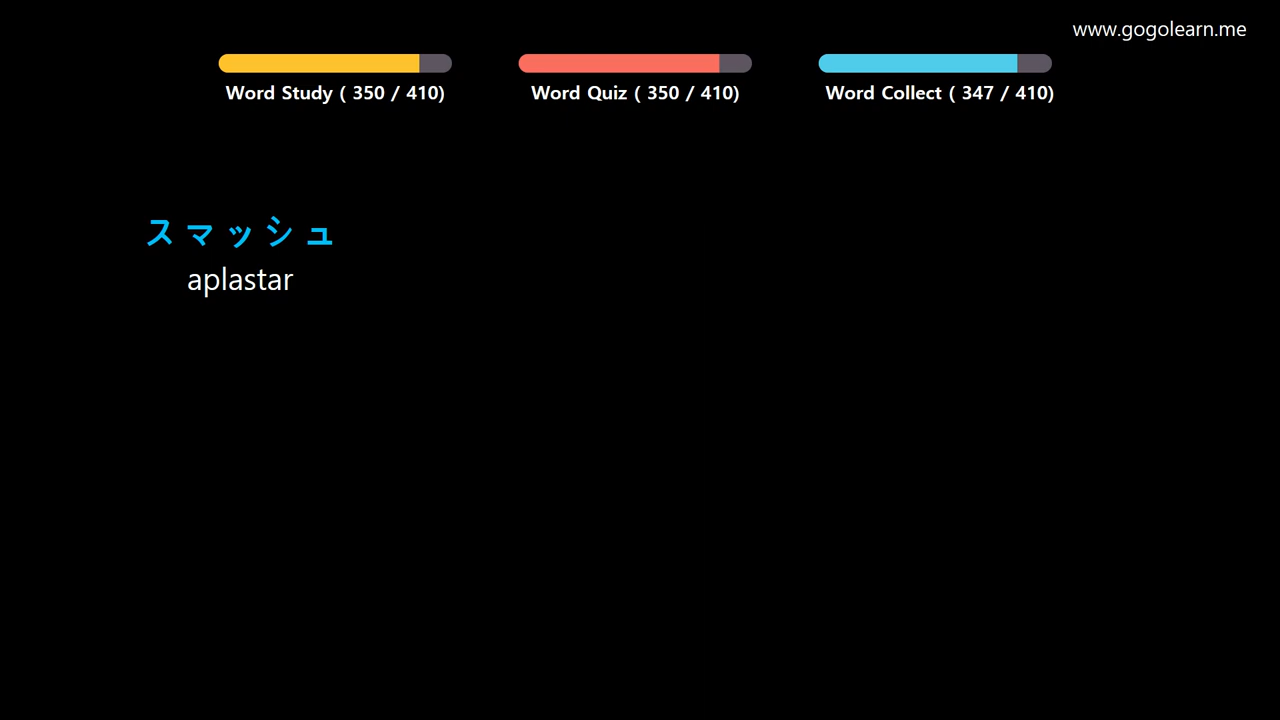 www.gogolearn.me
Word Study ( 350 / 410)
Word Quiz ( 350 / 410)
Word Collect ( 347 / 410)
スマッシュ
aplastar